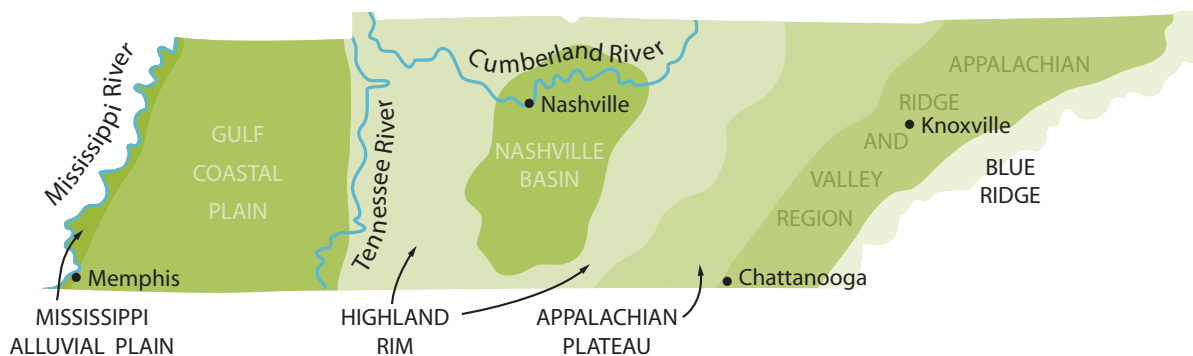 Mississippi River
GULF
COASTAL
PLAIN
Memphis
MISSISSIPPI
ALLUVIAL PLAIN
Tennessee River
Cumberland River
Nashville
NASHVILLE
BASIN
HIGHLAND
RIM
APPALACHIAN
PLATEAU
Chattanooga
APPALACHIAN
RIDGE
AND
VALLEY
REGION
Knoxville
BLUE
RIDGE